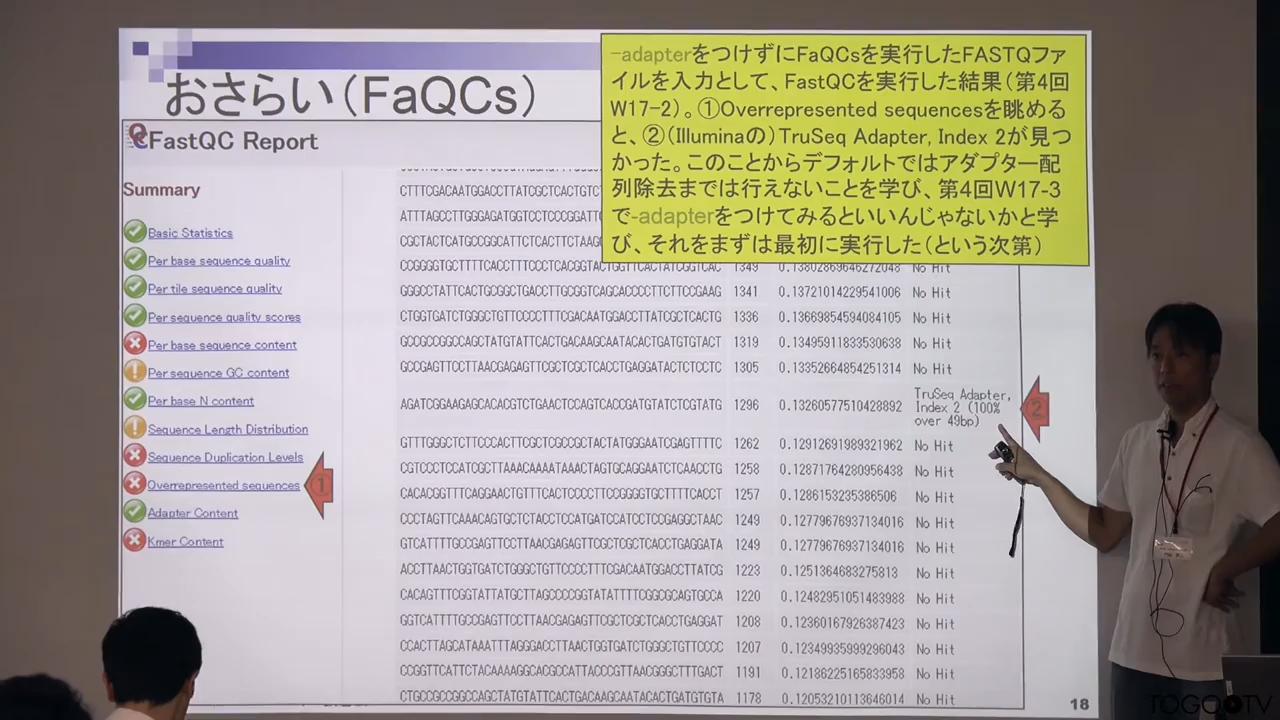 おさらい（FaQCs）
-adapterをつけずにFaQCsを実行したFASTQファ
イルを入力として、FastQCを実行した結果（第4回
W17-2）。①Overrepresented sequencesを眺める
と、②（Illuminaの）TruSeq Adapter, Index 2が見つ
かった。このことからデフォルトではアダプター配
列除去までは行えないことを学び、第4回W17-3
で-adapterをつけてみるといいんじゃないかと学
び、それをまずは最初に実行した（という次第）
FastQC Report
Summary
Basic Statistics
Per base sequence quality
Per tile sequence quality
Per sequence quality scores
Per base sequence content
Per sequence GC content
Per base N content
Sequence Length Distribution
Sequence Duplication Levels
Overrepresented sequences
①
Adapter Content
Kmer Content
CTTTCGACAATGGACCTTATCGCTCACTGTC
ATTTAGCCTTGGGAGATGGTCCTCCCGGATT
CGCTACTCATGCCGGCATTCTCACTTCTAAG
CCGGGGTGCTTTTCACCTTTCCCTCACGGTACTGGTTCACTATCGGTCAC 1349 0.13802869646272048 No Hit
GGGCCTATTCACTGCGGCTGACCTTGCGGTCAGCACCCCTTCTTCCGAAG 1341 0.13721014229541006 No Hit
CTGGTGATCTGGGCTGTTCCCCTTTCGACAATGGACCTTATCGCTCACTG 1336 0.13669854594084105 No Hit
GCCGCCGGCCAGCTATGTATTCACTGACAAGCAATACACTGATGTGTACT 1319 0.13495911833530638 No Hit
GCCGAGTTCCTTAACGAGAGTTCGCTCGCTCACCTGAGGATACTCTCCTC 1305 0.13352664854251314 No Hit
AGATCGGAAGAGCACACGTCTGAACTCCAGTCACCGATGTATCTCGTATG 1296 0.13260577510428892 TruSeq Adapter,
Index 2 (100%
over 49bp)
②
GTTTGGGCTCTTCCCACTTCGCTCGCCGCTACTATGGGAATCGAGTTTTC 1262 0.12912691989321962 No Hit
CGTCCCTCCATCGCTTAAACAAAATAAACTAGTGCAGGAATCTCAACCTG 1258 0.12871764280956438 No Hit
CACACGGTTTCAGGAACTGTTTCACTCCCCTTCCGGGGTGCTTTTCACCT 1257 0.1286153235386506 No Hit
CCCTAGTTCAAACAGTGCTCTACCTCCATGATCCATCCTCCGAGGCTAAC 1249 0.12779676937134016 No Hit
GTCATTTTGCCGAGTTCCTTAACGAGAGTTCGCTCGCTCACCTGAGGATA 1249 0.12779676937134016 No Hit
ACCTTAACTGGTGATCTGGGCTGTTCCCCTTTCGACAATGGACCTTATCG 1223 0.1251364683275813 No Hit
CACAGTTTCGGTATTATGCTTAGCCCCGGTATATTTTCGGCGCAGTGCCA 1220 0.12482951051483988 No Hit
GGTCATTTTGCCGAGTTCCTTAACGAGAGTTCGCTCGCTCACCTGAGGAT 1208 0.12360167926387423 No Hit
CCACTTAGCATAAATTTAGGGACCTTAACTGGTGATCTGGGCTGTTCCCC 1207 0.12349935999296043 No Hit
CCGGTTCATTCTACAAAAGGCACGCCATTACCCGTTAACGGGCTTTGACT 1191 0.12186225165833958 No Hit
CTGCCGCCGGCCAGCTATGTATTCACTGACAAGCAATACACTGATGTGTA 1178 0.12053210113646014 No Hit
18
TOGOTV